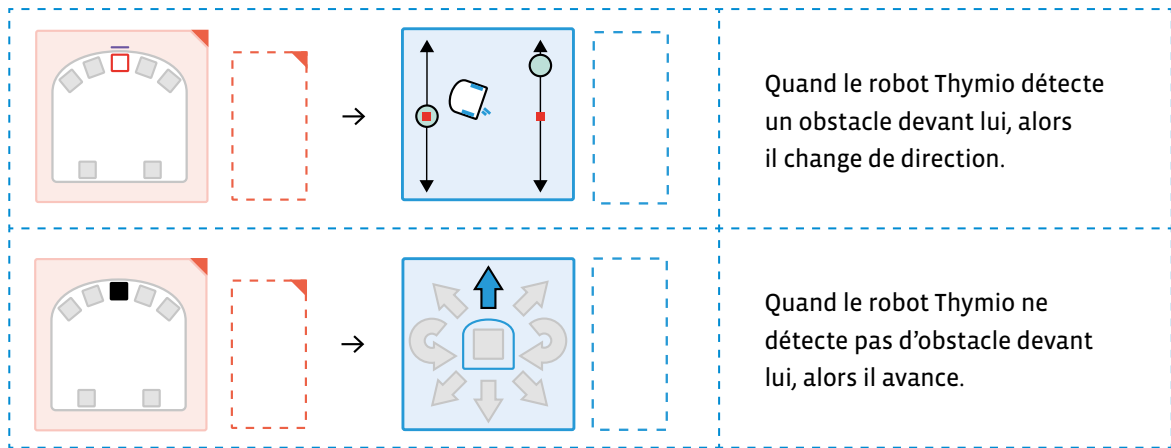 Quand le robot Thymio détecte
un obstacle devant lui, alors
il change de direction.
Quand le robot Thymio ne
détecte pas d’obstacle devant
lui, alors il avance.